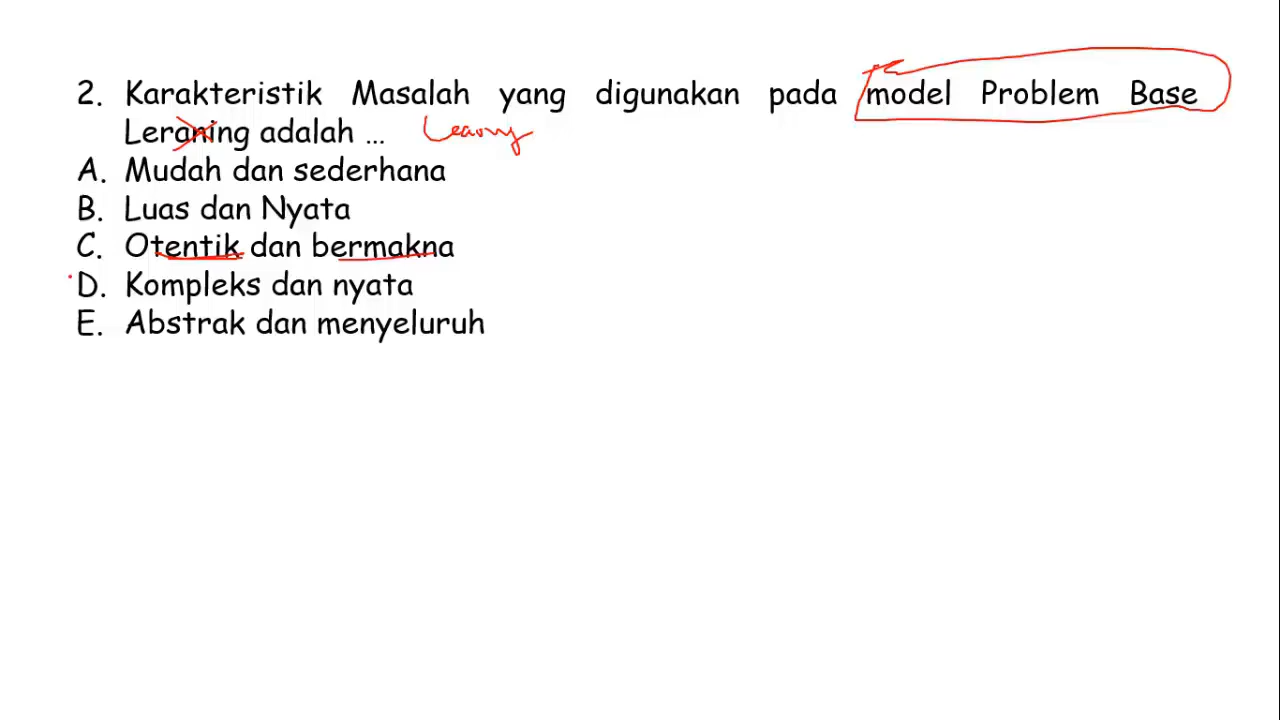 2. Karakteristik Masalah yang digunakan pada model Problem Base
Leraning adalah ... Learning
A. Mudah dan sederhana
B. Luas dan Nyata
C. Otentik dan bermakna
D. Kompleks dan nyata
E. Abstrak dan menyeluruh